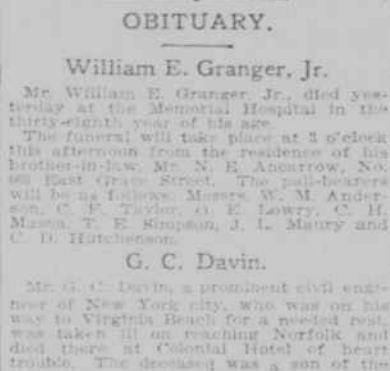 OBITUARY.
William E. Granger, Jr.
Mr. William E. Granger, Jr., died yes-
terday at the Memorial Hospital in the
thirty-eighth year of his age.
The funeral will take place at 3 o'clock
this afternoon from the residence of his
brother-in-law, Mr. N. E. Ancarrow, No.
East Grace Street. The pall-bearers
will be as follows: Messrs. W. M. Ander-
son, C. F. Taylor, G. E. Lowry, C. H.
Mason, T. E. Simpson, J. L. Maury and
C. D. Hutchenson.
G. C. Davin.
Mr. G. C. Davin, a prominent civil engi-
neer of New York city, who was on his
way to Virginia Beach for a needed rest,
was taken ill on reaching Norfolk and
died there at Colonial Hotel of heart
trouble. The deceased was a son of the